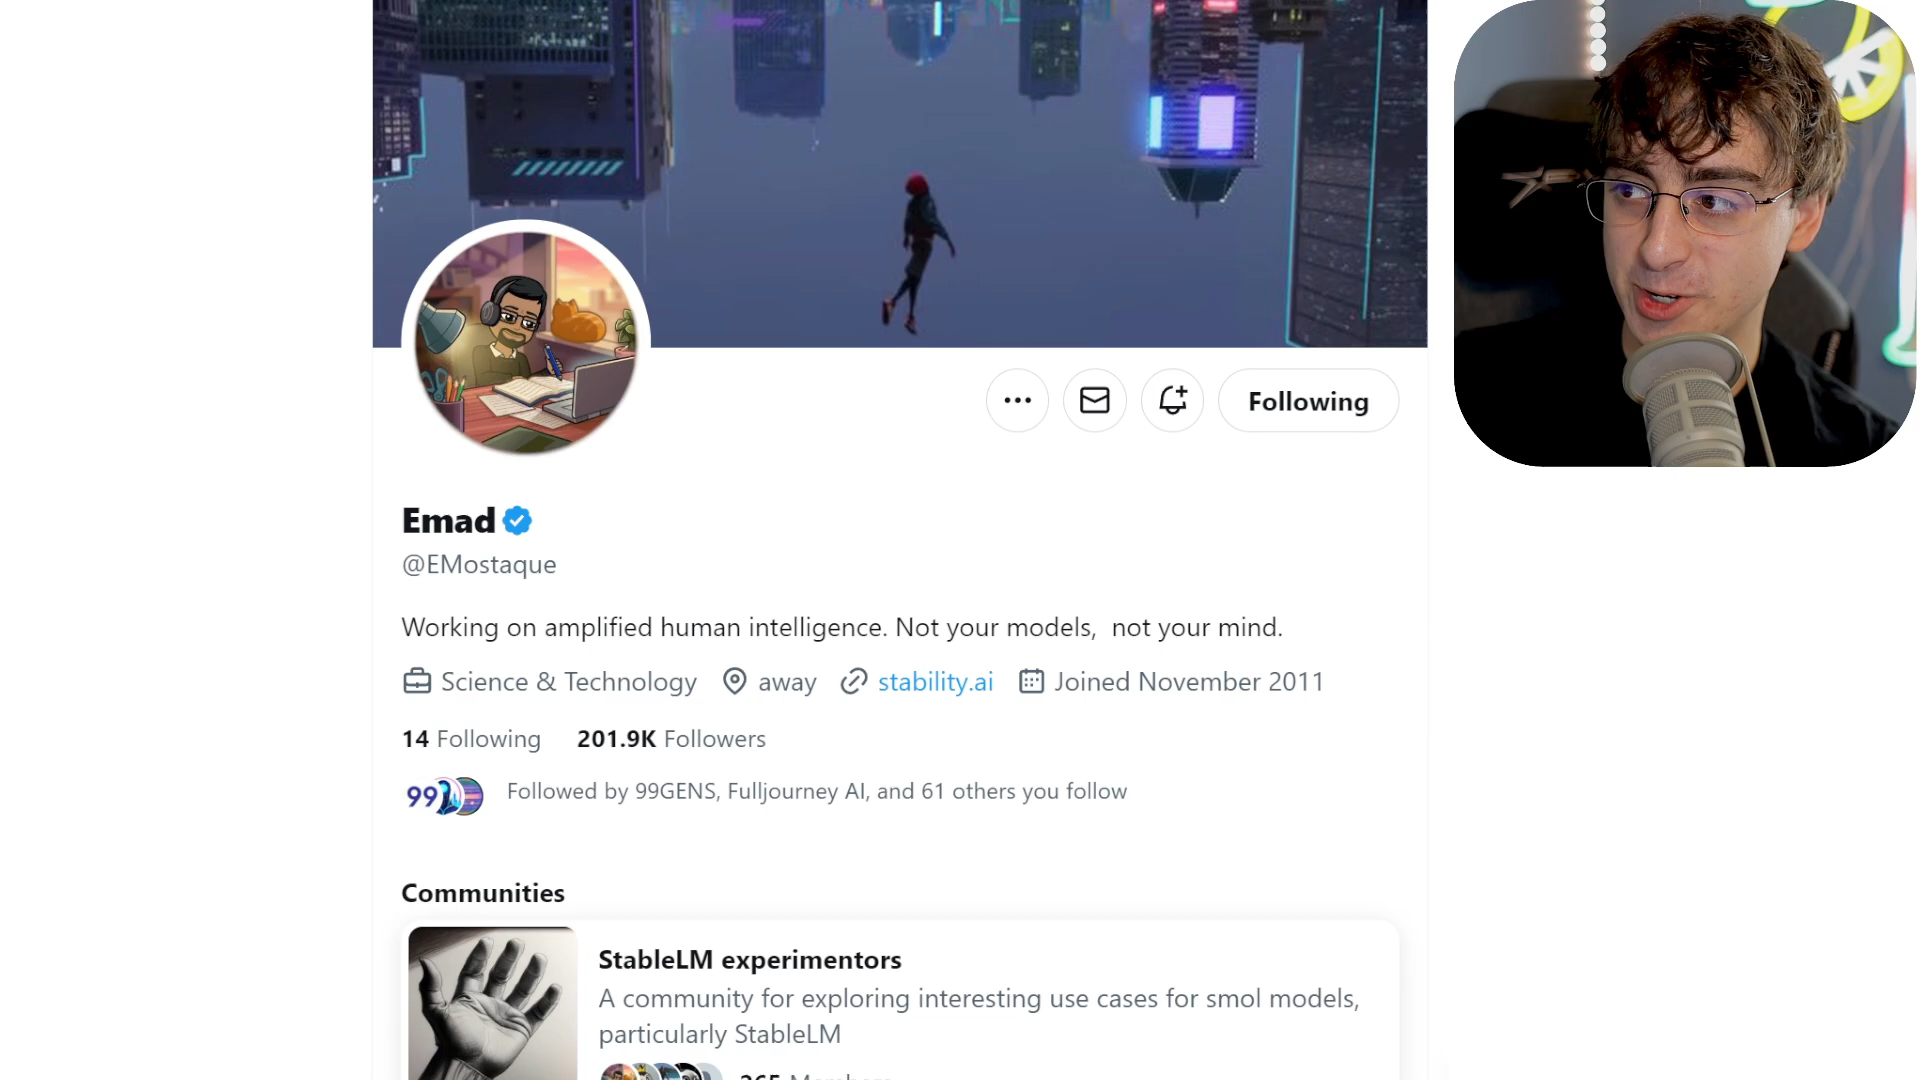 Following
Emad
@EMostaque
Working on amplified human intelligence. Not your models, not your mind.
Science & Technology away stability.ai Joined November 2011
14 Following 201.9K Followers
99 Followed by 99GENS, Fulljourney AI, and 61 others you follow
Communities
StableLM experimentors
A community for exploring interesting use cases for smol models,
particularly StableLM
365 Members